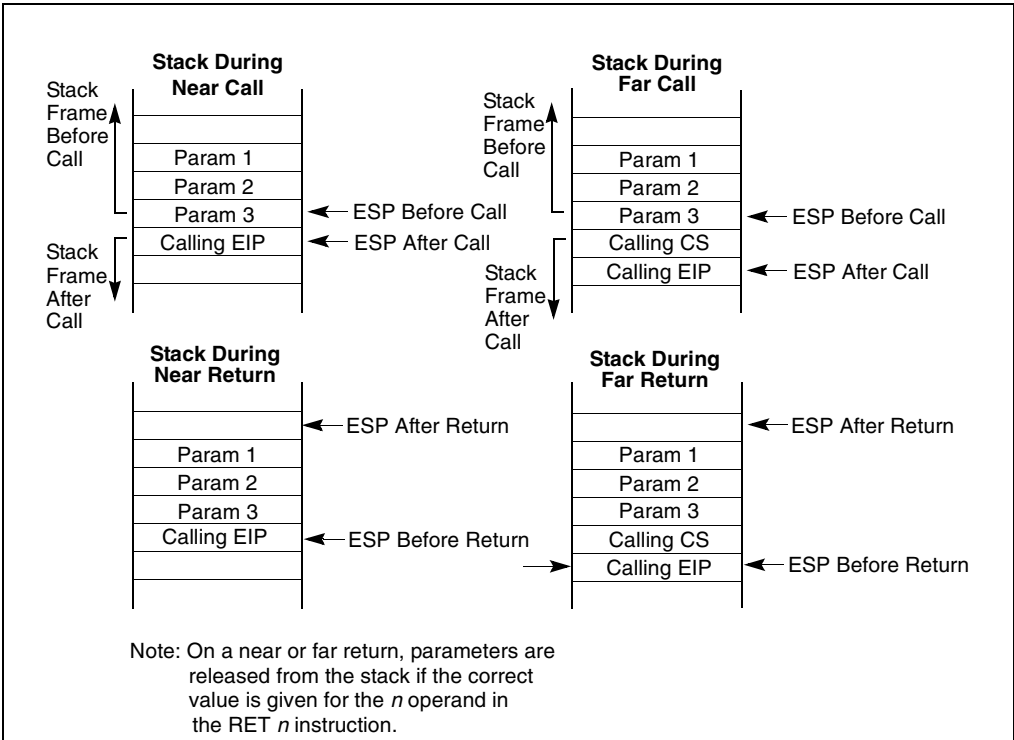 Stack During
Near Call
Stack
Frame
Before
Call
Param 1
Param 2
Param 3
ESP Before Call
Calling EIP
ESP After Call
Stack
Frame
After
Call
Stack During
Far Call
Stack
Frame
Before
Call
Param 1
Param 2
Param 3
ESP Before Call
Calling CS
Calling EIP
ESP After Call
Stack
Frame
After
Call
Stack During
Near Return
ESP After Return
Param 1
Param 2
Param 3
Calling EIP
ESP Before Return
Stack During
Far Return
ESP After Return
Param 1
Param 2
Param 3
Calling CS
Calling EIP
ESP Before Return
Note: On a near or far return, parameters are
released from the stack if the correct
value is given for the n operand in
the RET n instruction.